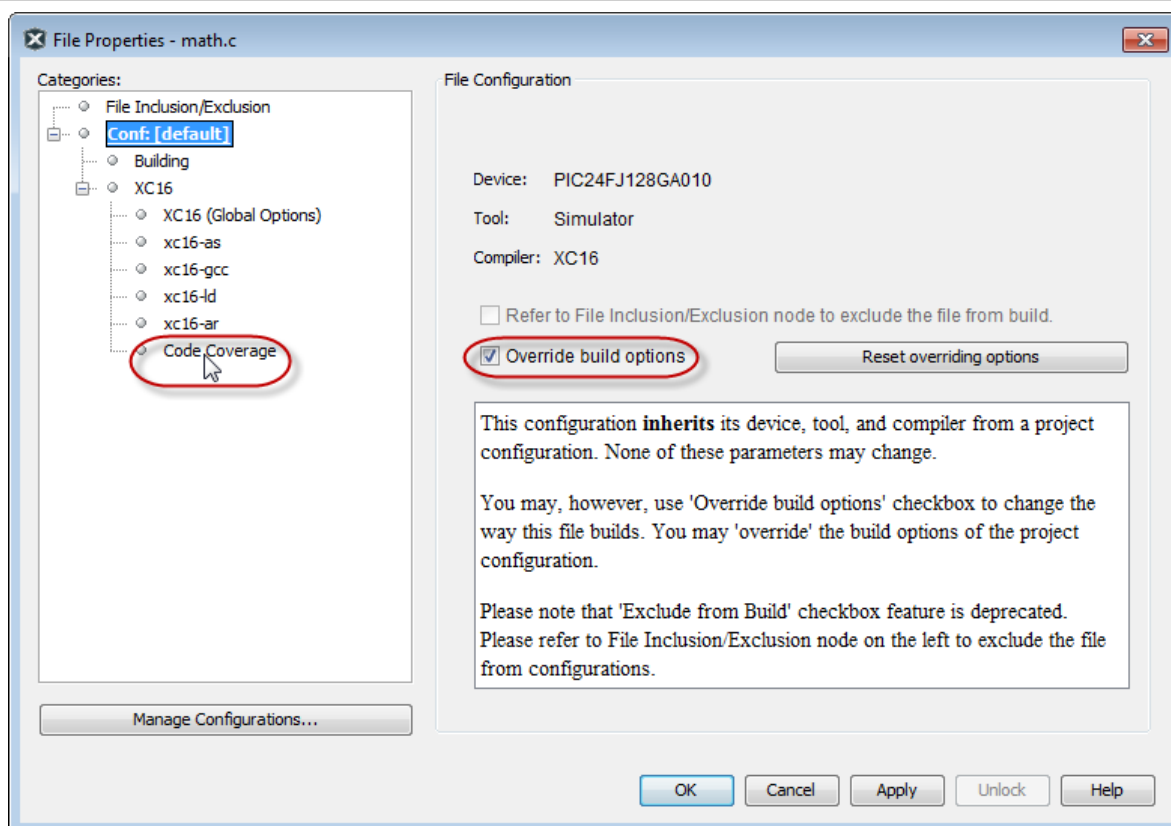 File Properties - math.c
Categories:
File Inclusion/Exclusion
Conf: [default]
Building
XC16
XC16 (Global Options)
xc16-as
xc16-gcc
xc16-ld
xc16-ar
Code Coverage
Manage Configurations...
File Configuration
Device: PIC24FJ128GA010
Tool: Simulator
Compiler: XC16
Refer to File Inclusion/Exclusion node to exclude the file from build.
Override build options
Reset overriding options
This configuration inherits its device, tool, and compiler from a project
configuration. None of these parameters may change.
You may, however, use 'Override build options' checkbox to change the
way this file builds. You may 'override' the build options of the project
configuration.
Please note that 'Exclude from Build' checkbox feature is deprecated.
Please refer to File Inclusion/Exclusion node on the left to exclude the file
from configurations.
OK Cancel Apply Unlock Help